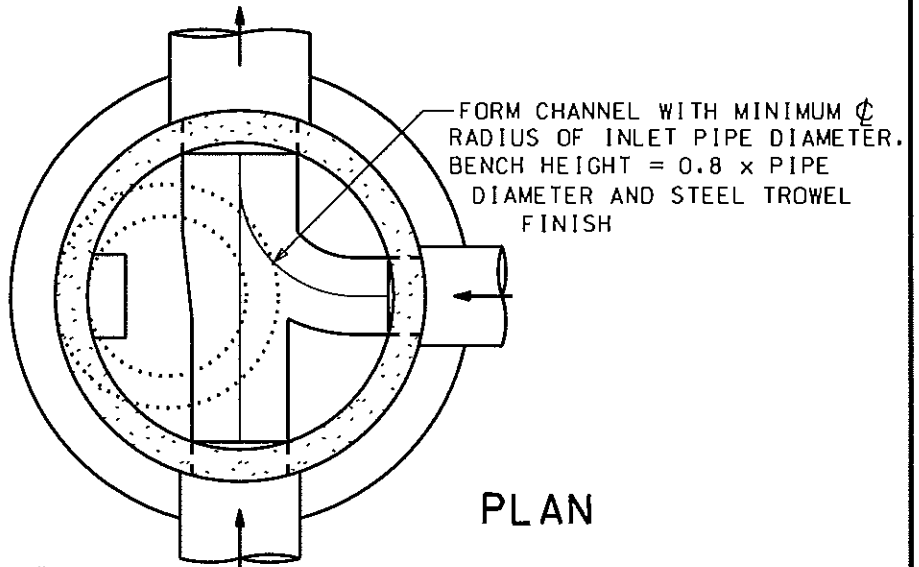 FORM CHANNEL WITH MINIMUM ℄
RADIUS OF INLET PIPE DIAMETER.
BENCH HEIGHT = 0.8 x PIPE
DIAMETER AND STEEL TROWEL
FINISH
PLAN